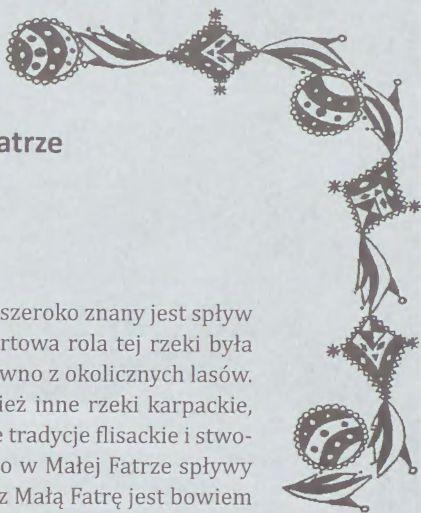 atrze
szeroko znany jest spływ
rtowa rola tej rzeki była
wno z okolicznych lasów.
ież inne rzeki karpackie,
e tradycje flisackie i stwo-
o w Małej Fatrze spływy
z Małą Fatrę jest bowiem